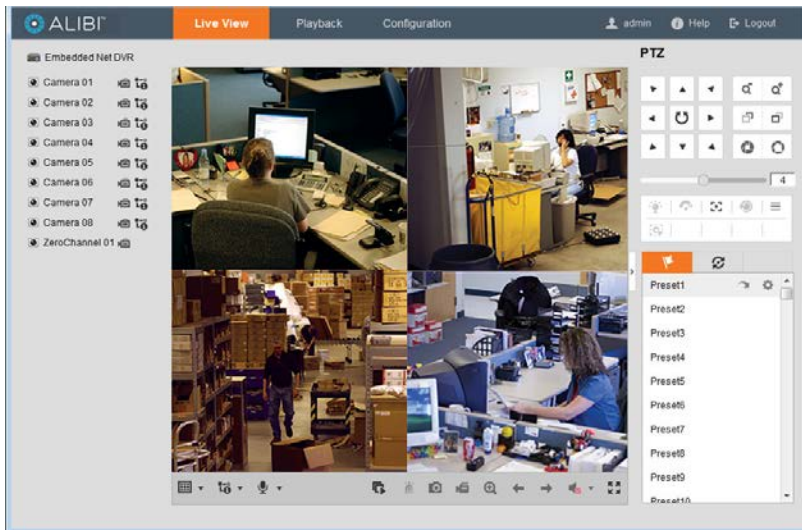 ALIBI™
Live View
Playback
Configuration
admin
Help
Logout
Embedded Net DVR
Camera 01
Camera 02
Camera 03
Camera 04
Camera 05
Camera 06
Camera 07
Camera 08
ZeroChannel 01
PTZ
4
Preset1
Preset2
Preset3
Preset4
Preset5
Preset6
Preset7
Preset8
Preset9
Preset10